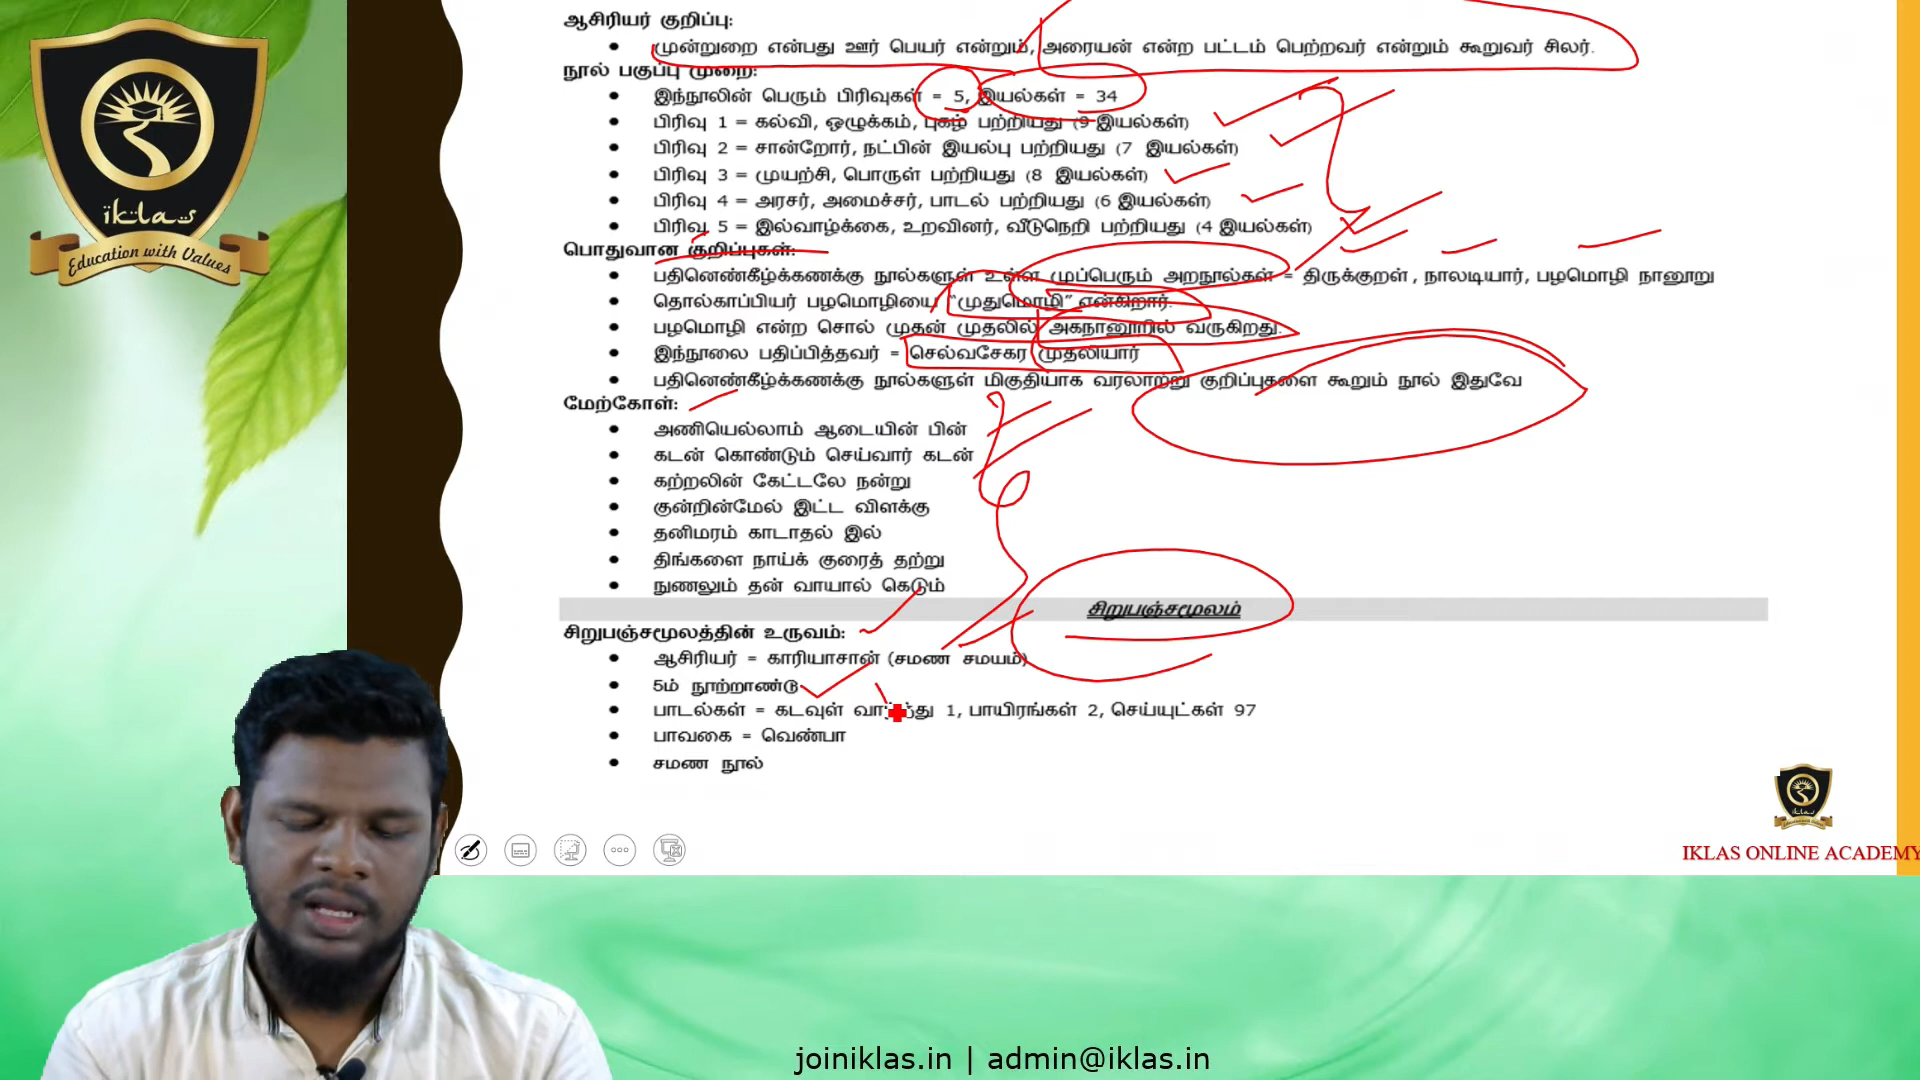 iklas
Education with Values
ஆசிரியர் குறிப்பு:
• முன்றுறை என்பது ஊர் பெயர் என்றும், அரையன் என்ற பட்டம் பெற்றவர் என்றும் கூறுவர் சிலர்.
நூல் பகுப்பு முறை:
• இந்நூலின் பெரும் பிரிவுகள் = 5, இயல்கள் = 34
• பிரிவு 1 = கல்வி, ஒழுக்கம், புகழ் பற்றியது (9 இயல்கள்)
• பிரிவு 2 = சான்றோர், நட்பின் இயல்பு பற்றியது (7 இயல்கள்)
• பிரிவு 3 = முயற்சி, பொருள் பற்றியது (8 இயல்கள்)
• பிரிவு 4 = அரசர், அமைச்சர், பாடல் பற்றியது (6 இயல்கள்)
• பிரிவு 5 = இல்வாழ்க்கை, உறவினர், வீடுநெறி பற்றியது (4 இயல்கள்)
பொதுவான குறிப்புகள்:
• பதினெண்கீழ்க்கணக்கு நூல்களுள் உள்ள முப்பெரும் அறநூல்கள் = திருக்குறள், நாலடியார், பழமொழி நானூறு
• தொல்காப்பியர் பழமொழியை "முதுமொழி" என்கிறார்.
• பழமொழி என்ற சொல் முதன் முதலில் அகநானூறில் வருகிறது.
• இந்நூலை பதிப்பித்தவர் = செல்வசேகர முதலியார்
• பதினெண்கீழ்க்கணக்கு நூல்களுள் மிகுதியாக வரலாற்று குறிப்புகளை கூறும் நூல் இதுவே
மேற்கோள்:
• அணியெல்லாம் ஆடையின் பின்
• கடன் கொண்டும் செய்வார் கடன்
• கற்றலின் கேட்டலே நன்று
• குன்றின்மேல் இட்ட விளக்கு
• தனிமரம் காடாதல் இல்
• திங்களை நாய்க் குரைத் தற்று
• நுணலும் தன் வாயால் கெடும்
சிறுபஞ்சமூலம்
சிறுபஞ்சமூலத்தின் உருவம்:
• ஆசிரியர் = காரியாசான் (சமண சமயம்)
• 5ம் நூற்றாண்டு
• பாடல்கள் = கடவுள் வாழ்த்து 1, பாயிரங்கள் 2, செய்யுட்கள் 97
• பாவகை = வெண்பா
• சமண நூல்
IKLAS ONLINE ACADEMY
joiniklas.in | admin@iklas.in